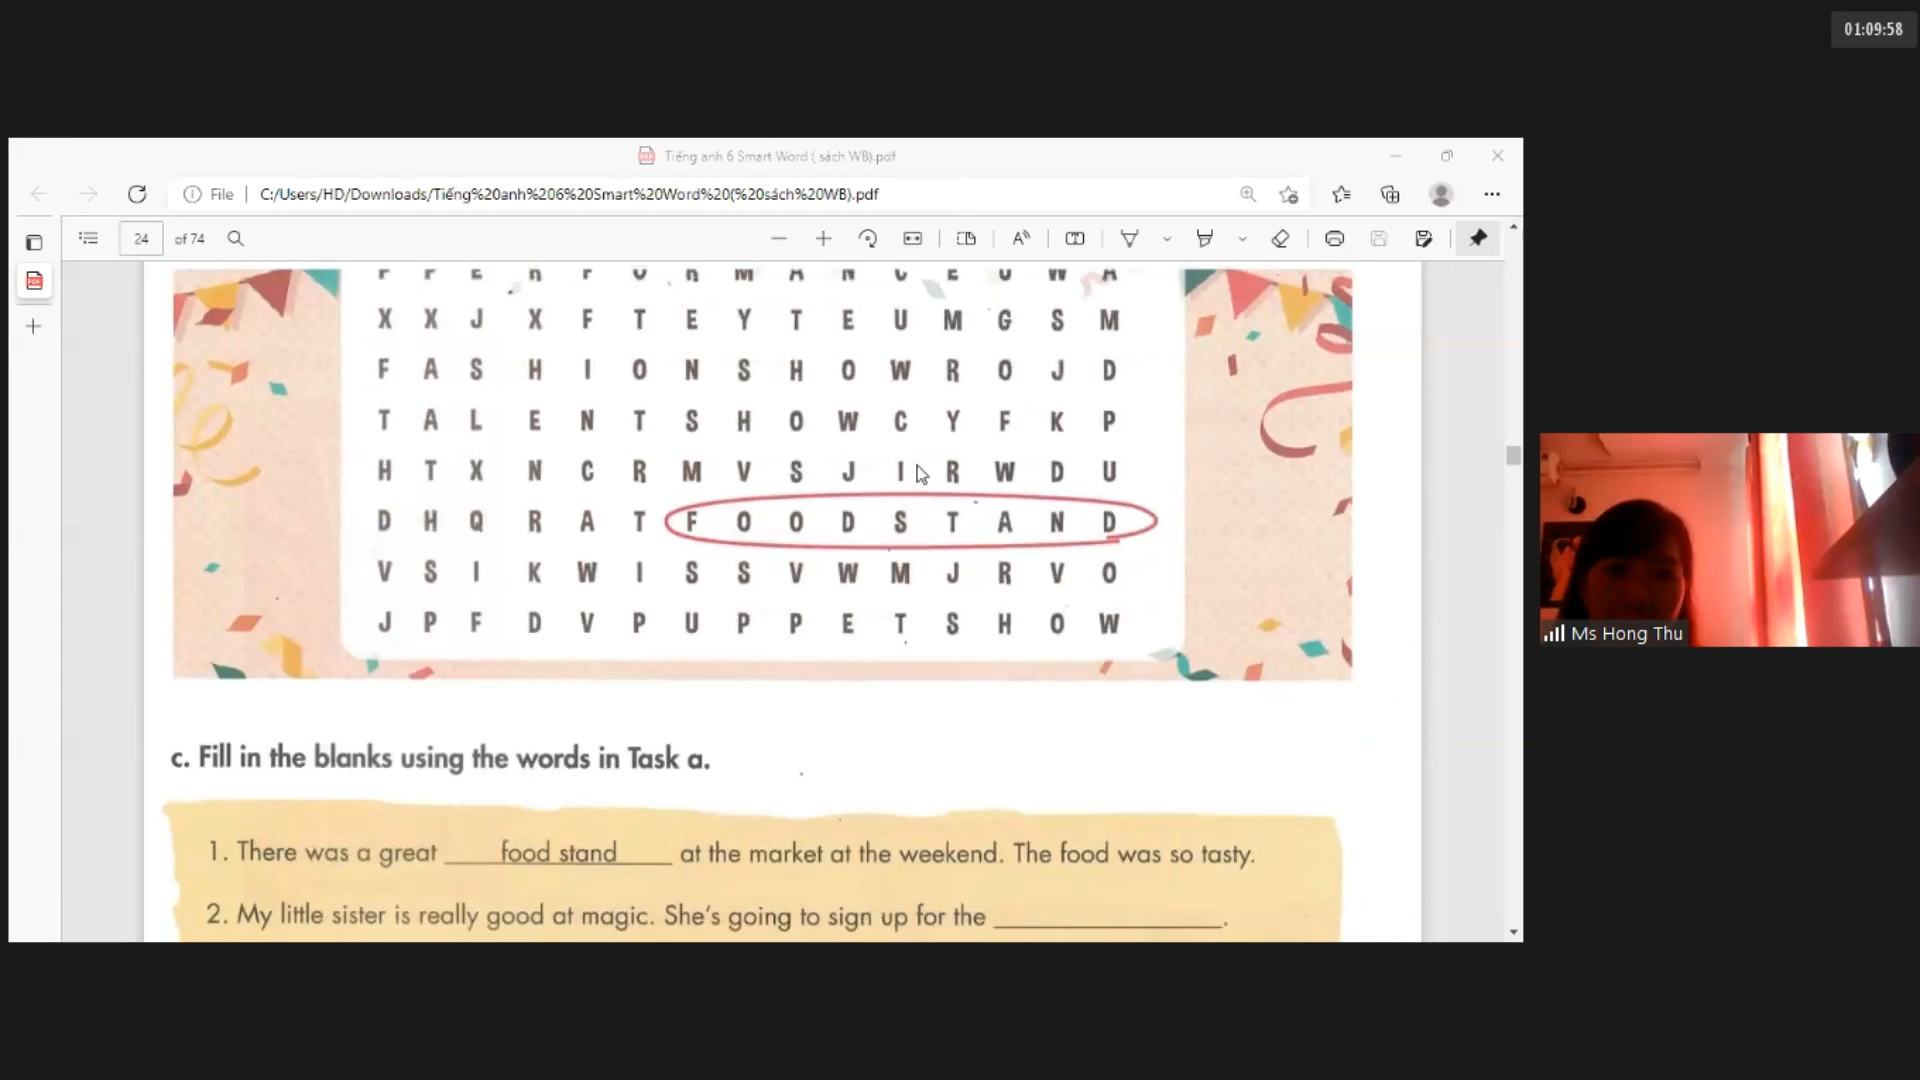 01:09:58
Tiếng anh 6 Smart Word ( sách WB).pdf
File | C:/Users/HD/Downloads/Tiếng%20anh%206%20Smart%20Word%20(%20sách%20WB).pdf
24 of 74
P F E R F O R M A N C E U W A
X X J X F T E Y T E U M G S M
F A S H I O N S H O W R O J D
T A L E N T S H O W C Y F K P
H T X N C R M V S J I R W D U
D H Q R A T F O O D S T A N D
V S I K W I S S V W M J R V O
J P F D V P U P P E T S H O W
c. Fill in the blanks using the words in Task a.
1. There was a great food stand at the market at the weekend. The food was so tasty.
2. My little sister is really good at magic. She's going to sign up for the
Ms Hong Thu